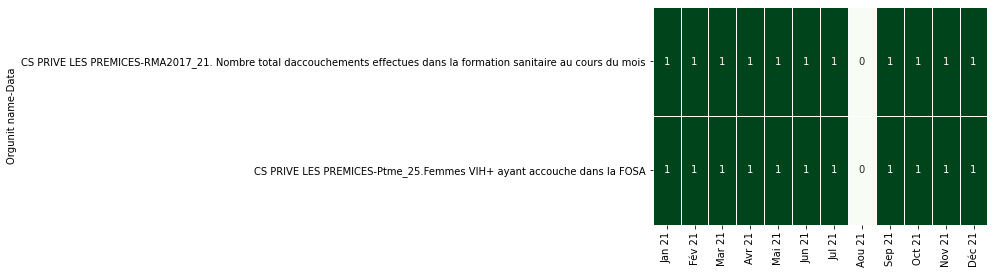 Orgunit name-Data
CS PRIVE LES PREMICES-RMA2017_21. Nombre total daccouchements effectues dans la formation sanitaire au cours du mois
1 1 1 1 1 1 1 0 1 1 1 1
CS PRIVE LES PREMICES-Ptme_25.Femmes VIH+ ayant accouche dans la FOSA
1 1 1 1 1 1 1 0 1 1 1 1
Jan 21
Fév 21
Mar 21
Avr 21
Mai 21
Jun 21
Jul 21
Aou 21
Sep 21
Oct 21
Nov 21
Déc 21